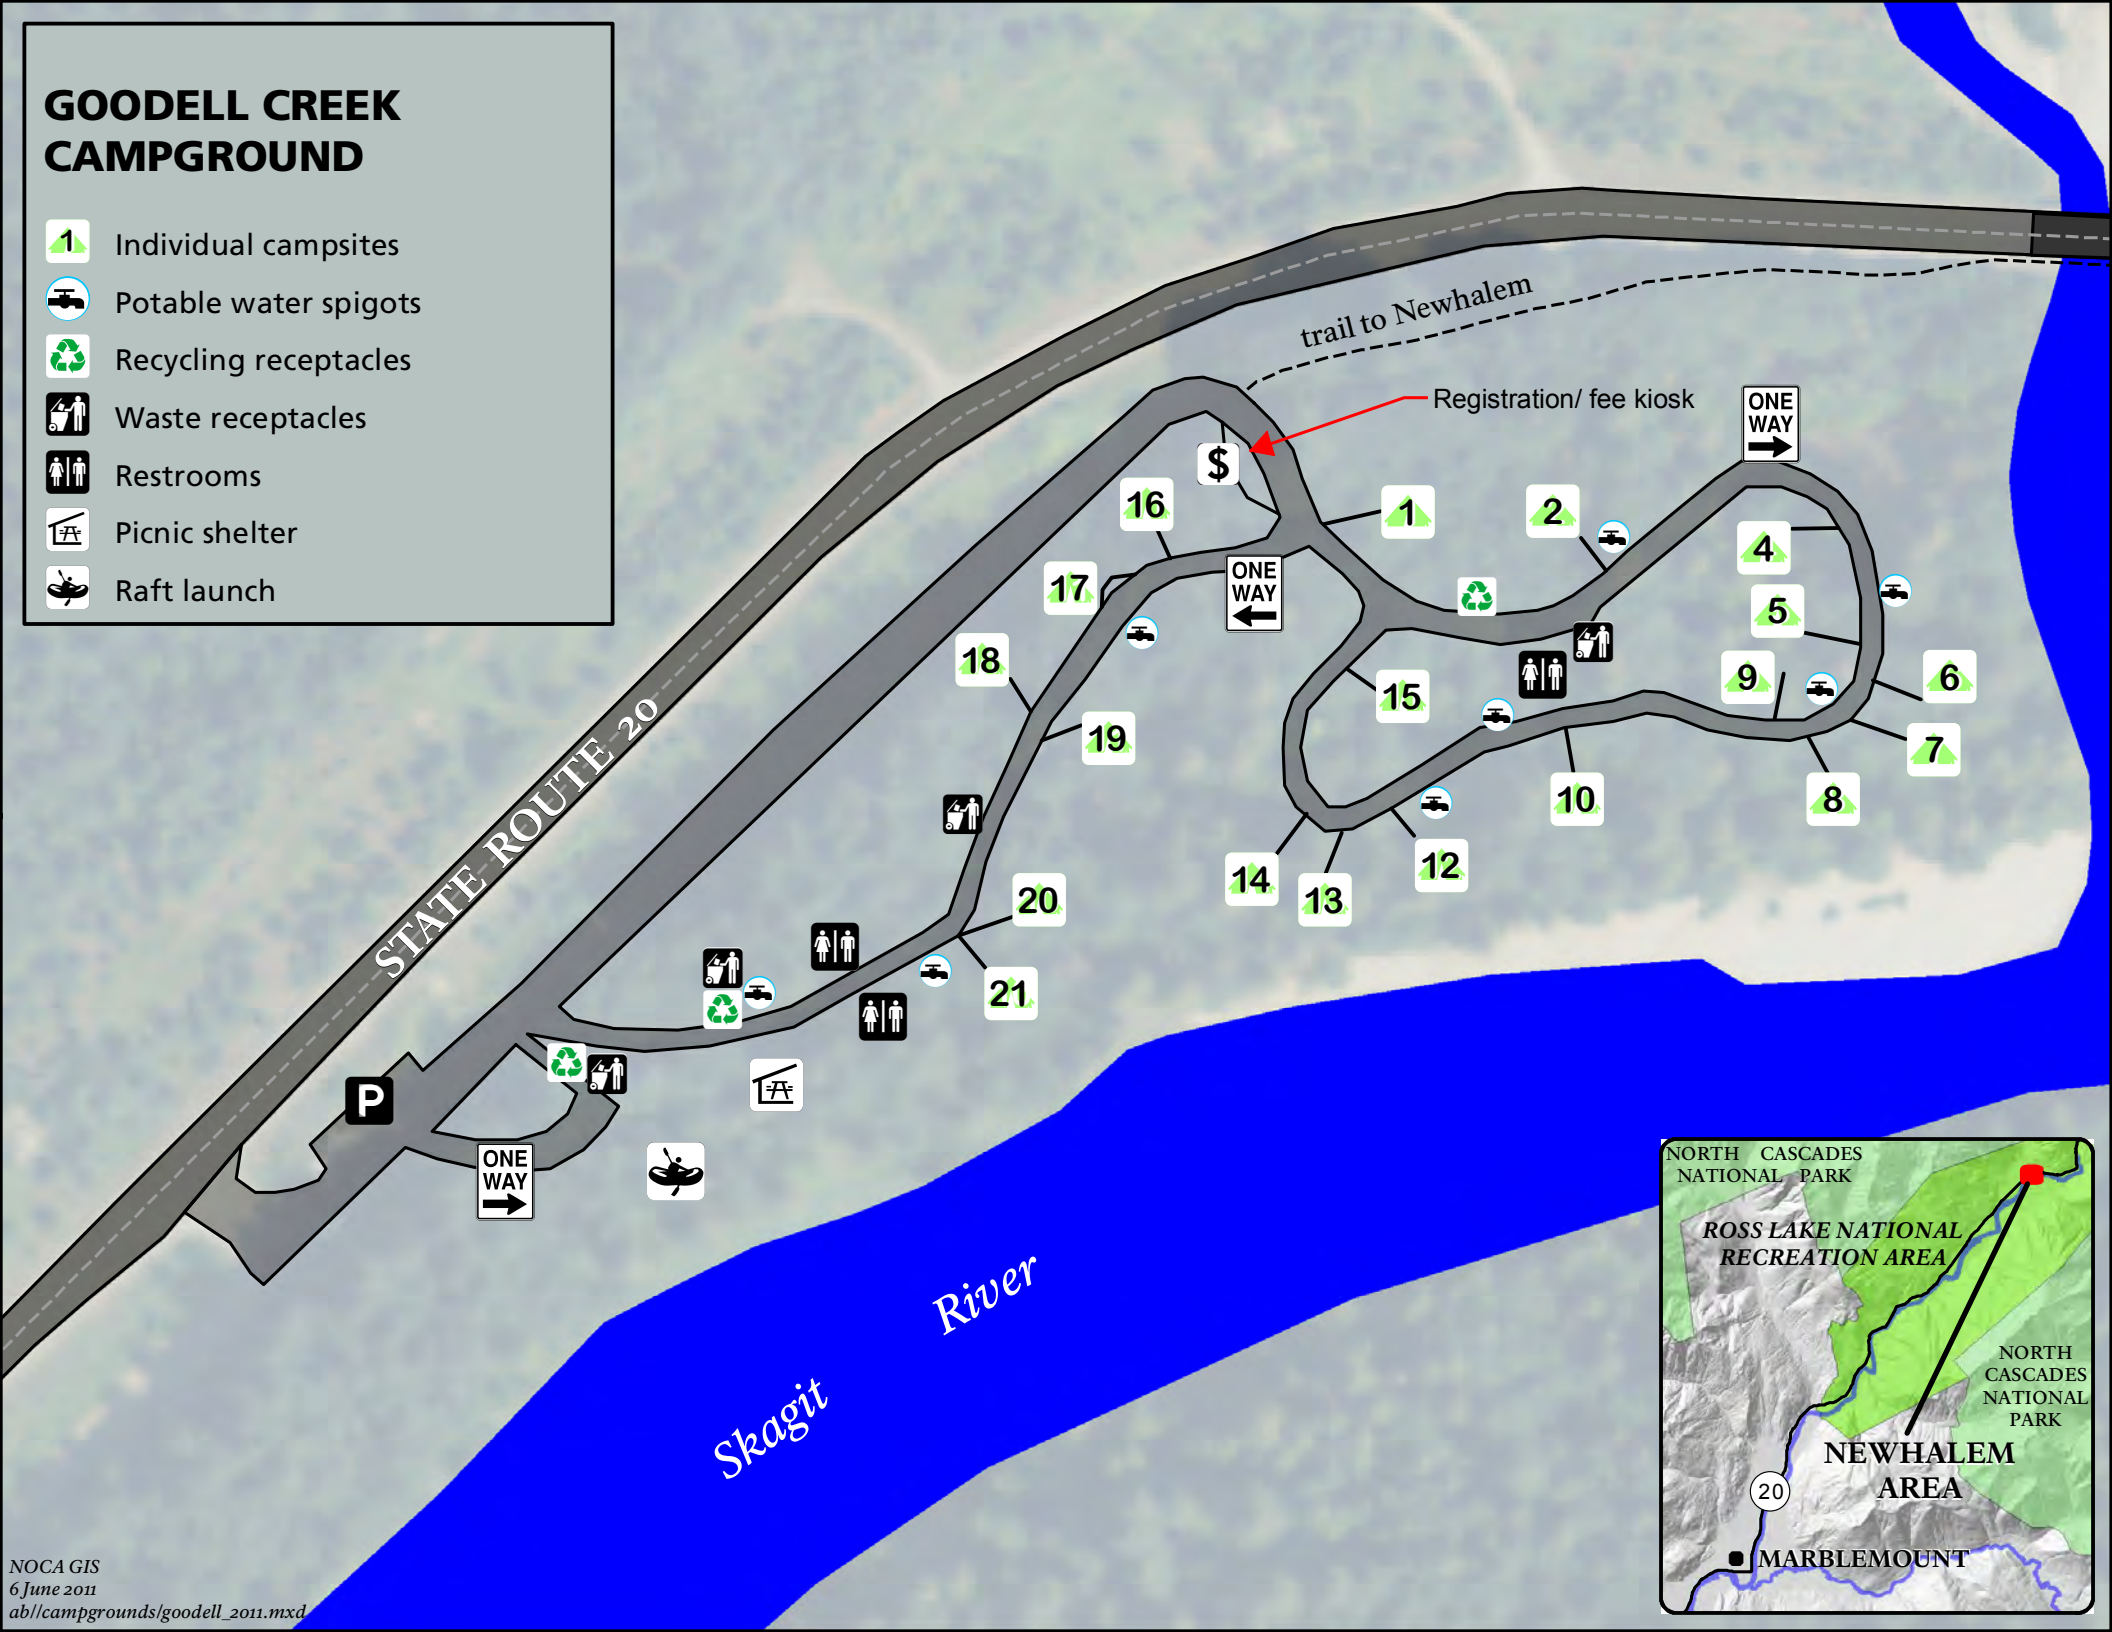 GOODELL CREEK
CAMPGROUND
1 Individual campsites
Potable water spigots
Recycling receptacles
Waste receptacles
Restrooms
Picnic shelter
Raft launch
trail to Newhalem
Registration/ fee kiosk
ONE
WAY
$
16
1
2
4
17
ONE
WAY
5
18
9
6
15
19
7
10
8
STATE ROUTE 20
12
14
13
20
21
P
ONE
WAY
Skagit River
NORTH CASCADES
NATIONAL PARK
ROSS LAKE NATIONAL
RECREATION AREA
NORTH
CASCADES
NATIONAL
PARK
NEWHALEM
AREA
20
MARBLEMOUNT
NOCA GIS
6 June 2011
ab//campgrounds/goodell_2011.mxd